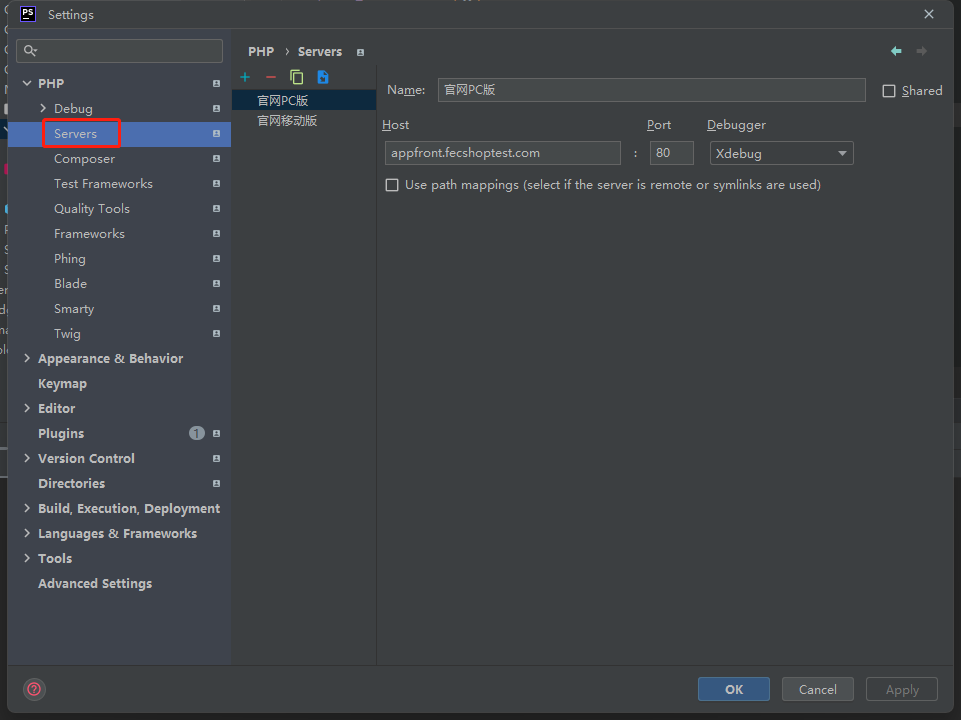 PS Settings
PHP
Debug
Servers
Composer
Test Frameworks
Quality Tools
Frameworks
Phing
Blade
Smarty
Twig
Appearance & Behavior
Keymap
Editor
Plugins 1
Version Control
Directories
Build, Execution, Deployment
Languages & Frameworks
Tools
Advanced Settings
PHP › Servers
官网PC版
官网移动版
Name: 官网PC版 Shared
Host Port Debugger
appfront.fecshoptest.com : 80 Xdebug
Use path mappings (select if the server is remote or symlinks are used)
? OK Cancel Apply